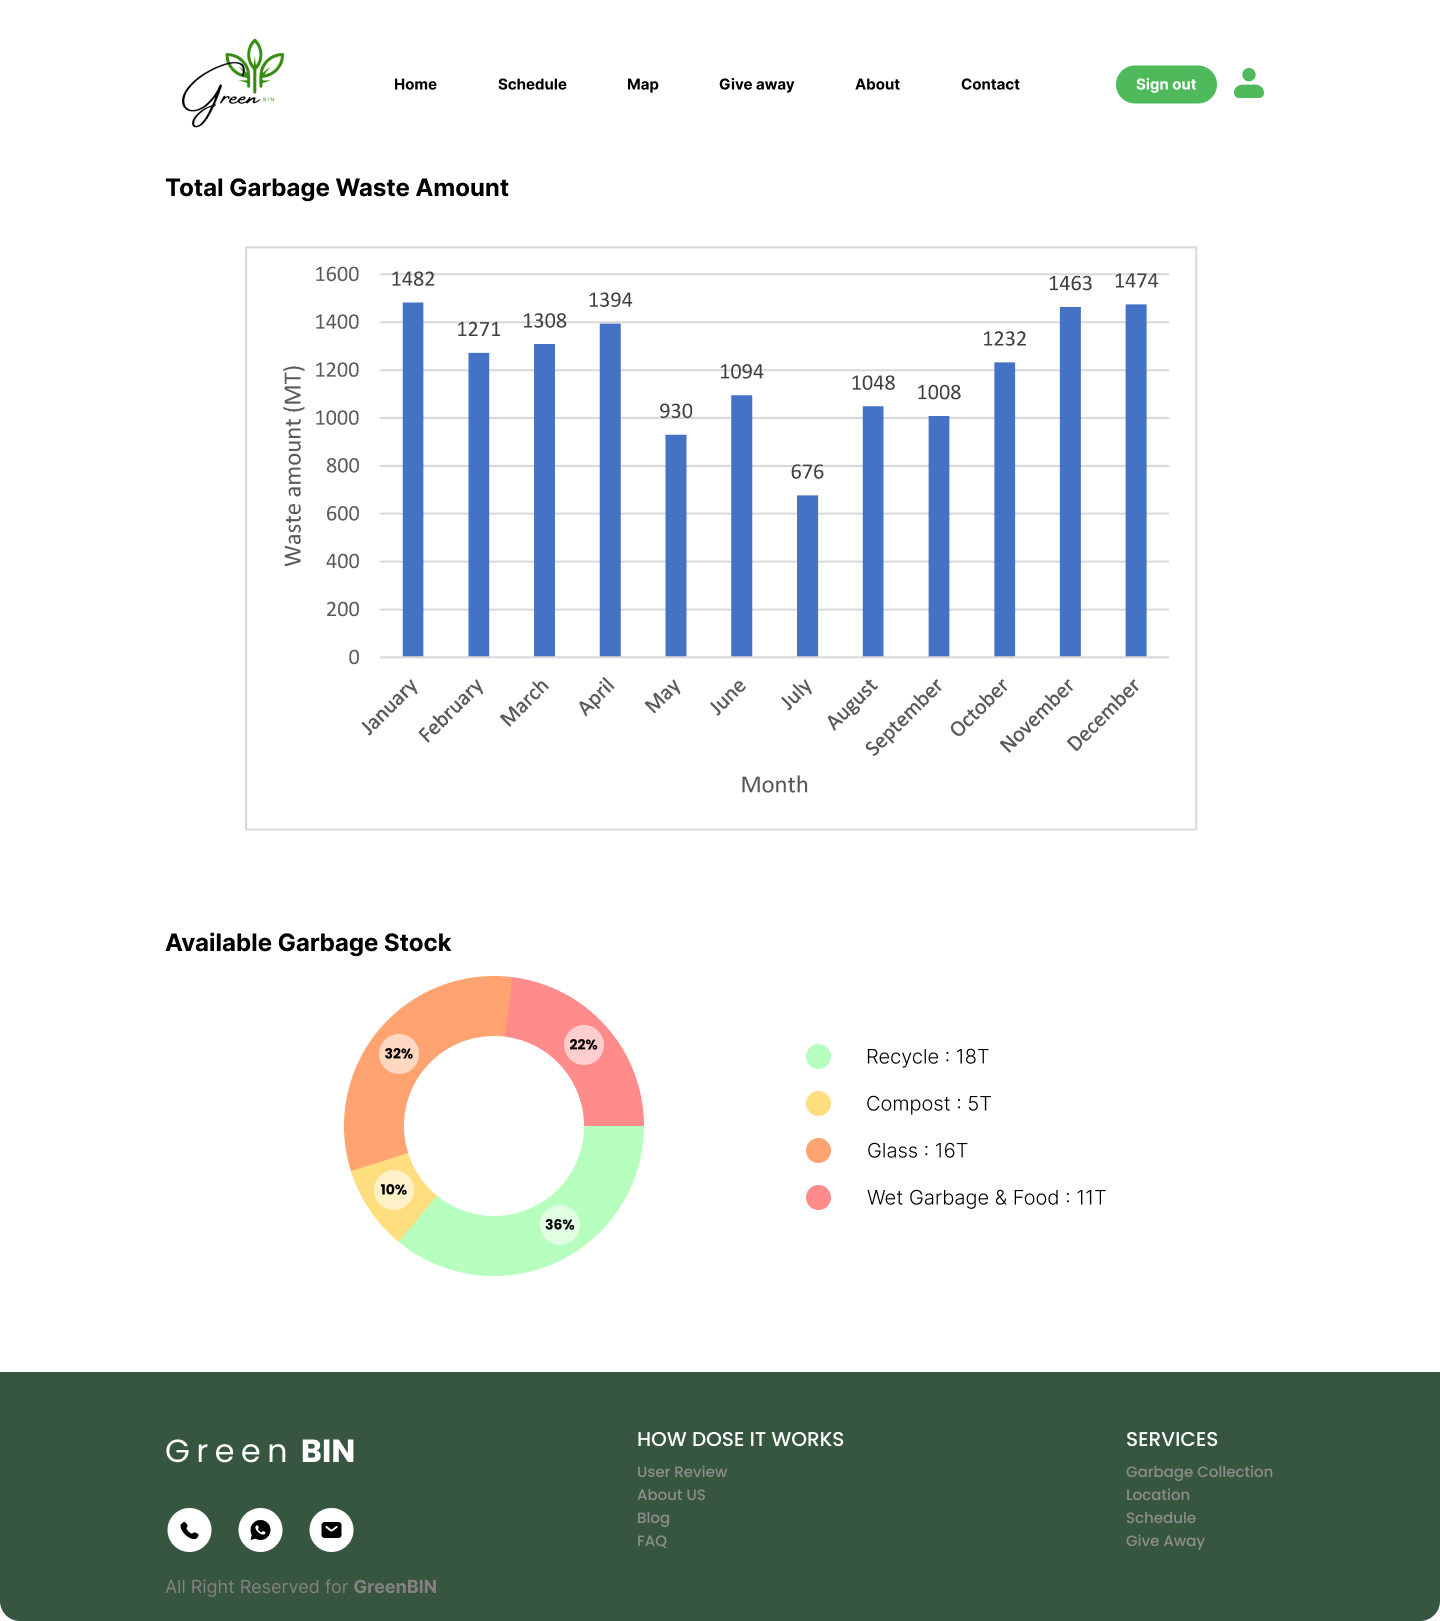 Green BIN
Home
Schedule
Map
Give away
About
Contact
Sign out
Total Garbage Waste Amount
Waste amount (MT)
1600
1400
1200
1000
800
600
400
200
0
1482
1271
1308
1394
930
1094
676
1048
1008
1232
1463
1474
January
February
March
April
May
June
July
August
September
October
November
December
Month
Available Garbage Stock
32%
22%
10%
36%
Recycle : 18T
Compost : 5T
Glass : 16T
Wet Garbage & Food : 11T
Green BIN
All Right Reserved for GreenBIN
HOW DOSE IT WORKS
User Review
About US
Blog
FAQ
SERVICES
Garbage Collection
Location
Schedule
Give Away